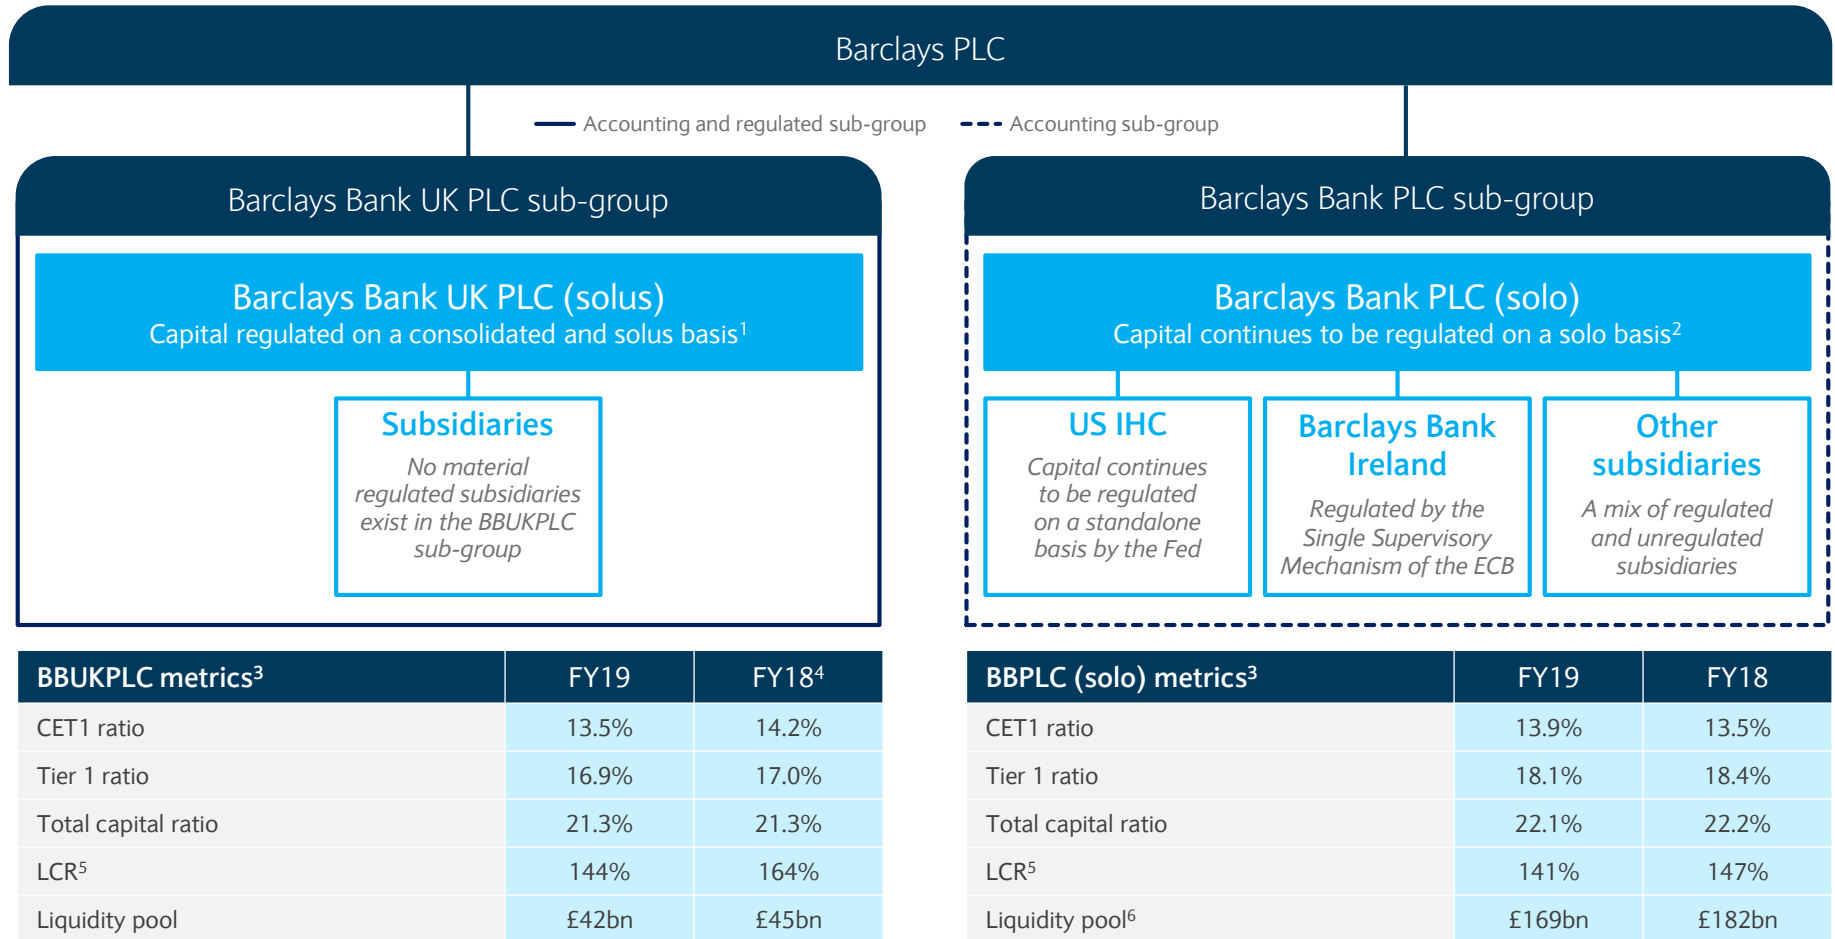 Barclays PLC
Accounting and regulated sub-group
Accounting sub-group
Barclays Bank UK PLC sub-group
Barclays Bank UK PLC (solus)
Capital regulated on a consolidated and solus basis¹
Subsidiaries
No material
regulated subsidiaries
exist in the BBUKPLC
sub-group
Barclays Bank PLC sub-group
Barclays Bank PLC (solo)
Capital continues to be regulated on a solo basis²
US IHC
Capital continues
to be regulated
on a standalone
basis by the Fed
Barclays Bank
Ireland
Regulated by the
Single Supervisory
Mechanism of the ECB
Other
subsidiaries
A mix of regulated
and unregulated
subsidiaries
BBUKPLC metrics³ FY19 FY18⁴
CET1 ratio 13.5% 14.2%
Tier 1 ratio 16.9% 17.0%
Total capital ratio 21.3% 21.3%
LCR⁵ 144% 164%
Liquidity pool £42bn £45bn
BBPLC (solo) metrics³ FY19 FY18
CET1 ratio 13.9% 13.5%
Tier 1 ratio 18.1% 18.4%
Total capital ratio 22.1% 22.2%
LCR⁵ 141% 147%
Liquidity pool⁶ £169bn £182bn